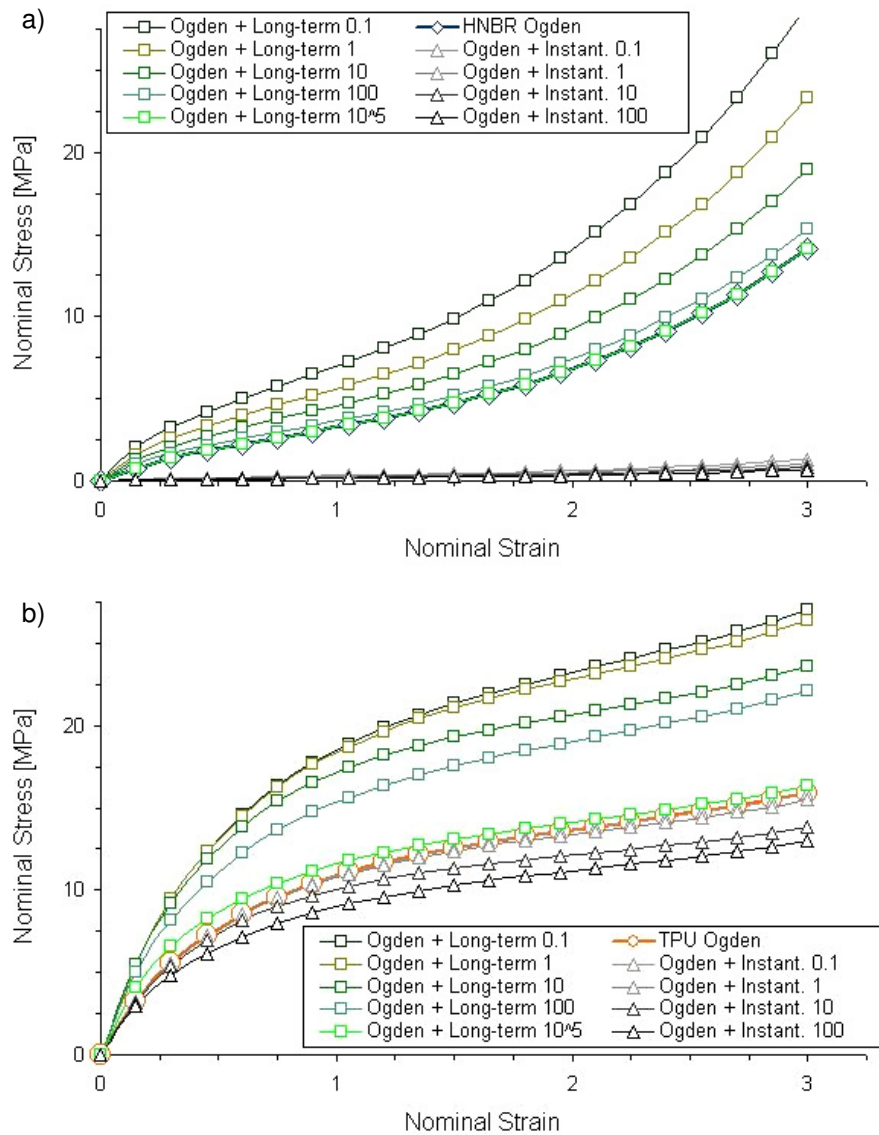 a)
Ogden + Long-term 0.1
Ogden + Long-term 1
Ogden + Long-term 10
Ogden + Long-term 100
Ogden + Long-term 10^5
HNBR Ogden
Ogden + Instant. 0.1
Ogden + Instant. 1
Ogden + Instant. 10
Ogden + Instant. 100
20
10
0
Nominal Stress [MPa]
0 1 2 3
Nominal Strain
b)
20
10
0
Nominal Stress [MPa]
Ogden + Long-term 0.1
Ogden + Long-term 1
Ogden + Long-term 10
Ogden + Long-term 100
Ogden + Long-term 10^5
TPU Ogden
Ogden + Instant. 0.1
Ogden + Instant. 1
Ogden + Instant. 10
Ogden + Instant. 100
0 1 2 3
Nominal Strain